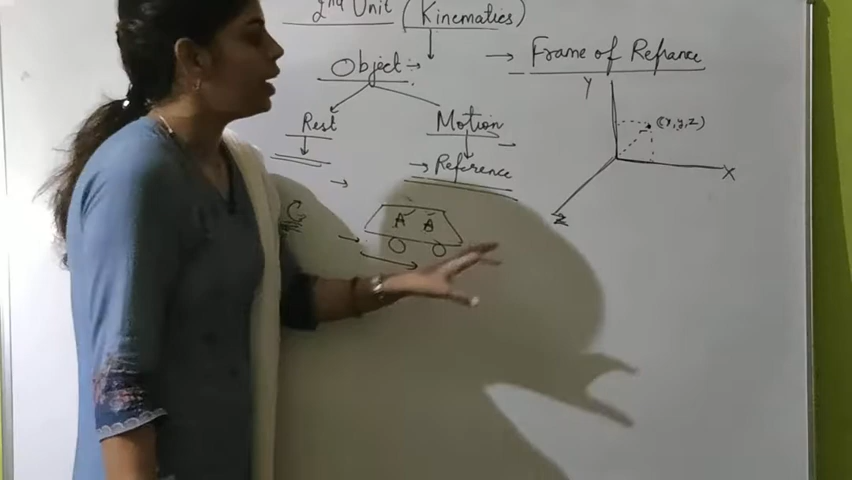 2nd Unit (Kinematics)
Object →
→ Frame of Refrance
Rest
Motion
→ Reference
Y
(x,y,z)
X
Z
C
A B